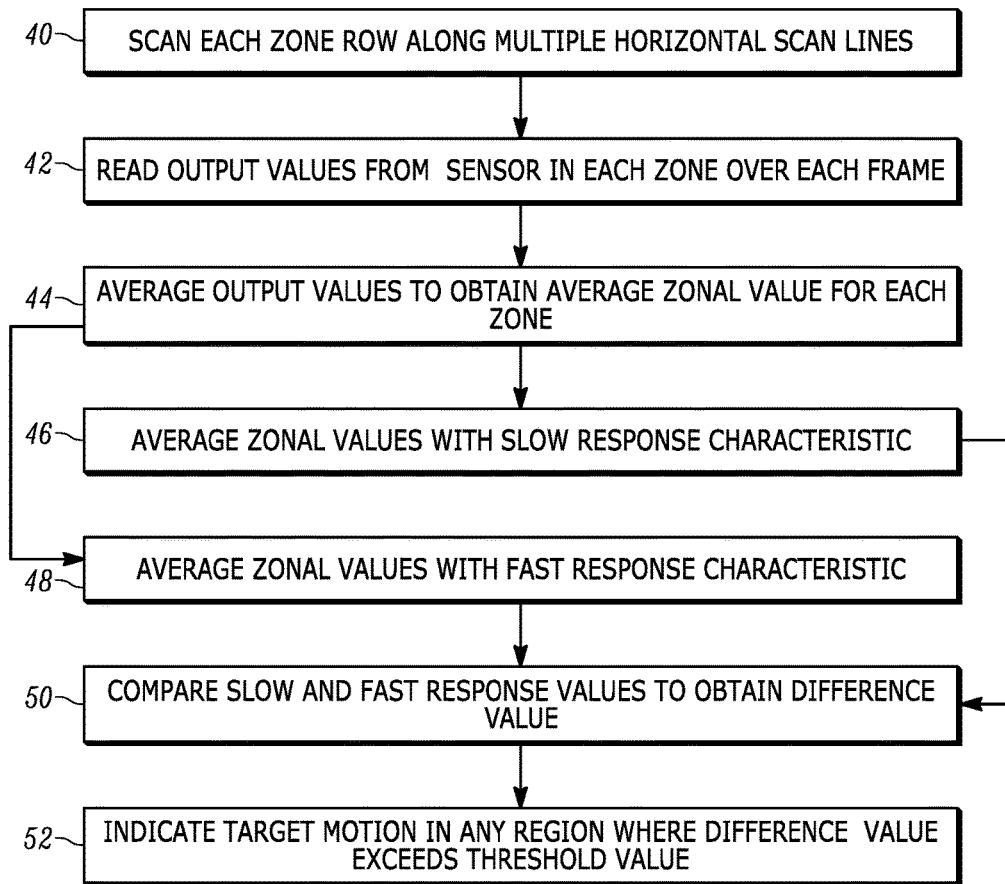 40
SCAN EACH ZONE ROW ALONG MULTIPLE HORIZONTAL SCAN LINES
42
READ OUTPUT VALUES FROM SENSOR IN EACH ZONE OVER EACH FRAME
44
AVERAGE OUTPUT VALUES TO OBTAIN AVERAGE ZONAL VALUE FOR EACH
ZONE
46
AVERAGE ZONAL VALUES WITH SLOW RESPONSE CHARACTERISTIC
48
AVERAGE ZONAL VALUES WITH FAST RESPONSE CHARACTERISTIC
50
COMPARE SLOW AND FAST RESPONSE VALUES TO OBTAIN DIFFERENCE
VALUE
52
INDICATE TARGET MOTION IN ANY REGION WHERE DIFFERENCE VALUE
EXCEEDS THRESHOLD VALUE